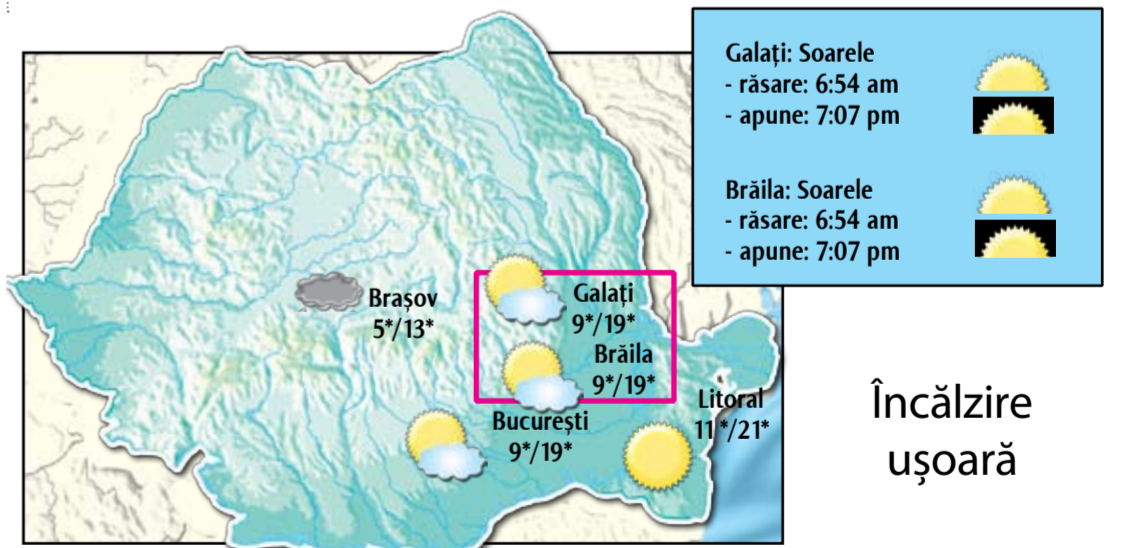 Galați: Soarele
- răsare: 6:54 am
- apune: 7:07 pm
Brăila: Soarele
- răsare: 6:54 am
- apune: 7:07 pm
Brașov
5*/13*
Galați
9*/19*
Brăila
9*/19*
București
9*/19*
Litoral
11*/21*
Încălzire
ușoară